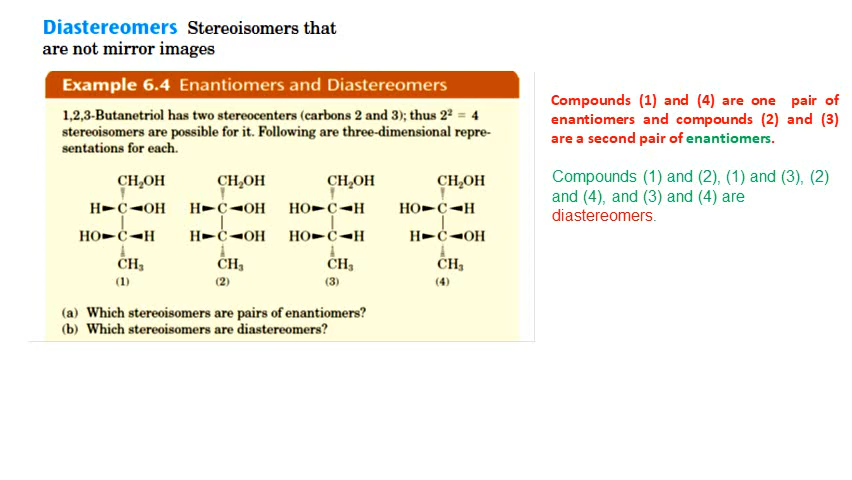 Diastereomers Stereoisomers that
are not mirror images
Example 6.4 Enantiomers and Diastereomers
1,2,3-Butanetriol has two stereocenters (carbons 2 and 3); thus 2² = 4
stereoisomers are possible for it. Following are three-dimensional repre-
sentations for each.
CH₂OH CH₂OH CH₂OH CH₂OH
H C OH H C OH HO C H HO C H
HO C H H C OH HO C H H C OH
CH₃ CH₃ CH₃ CH₃
(1) (2) (3) (4)
(a) Which stereoisomers are pairs of enantiomers?
(b) Which stereoisomers are diastereomers?
Compounds (1) and (4) are one pair of
enantiomers and compounds (2) and (3)
are a second pair of enantiomers.
Compounds (1) and (2), (1) and (3), (2)
and (4), and (3) and (4) are
diastereomers.